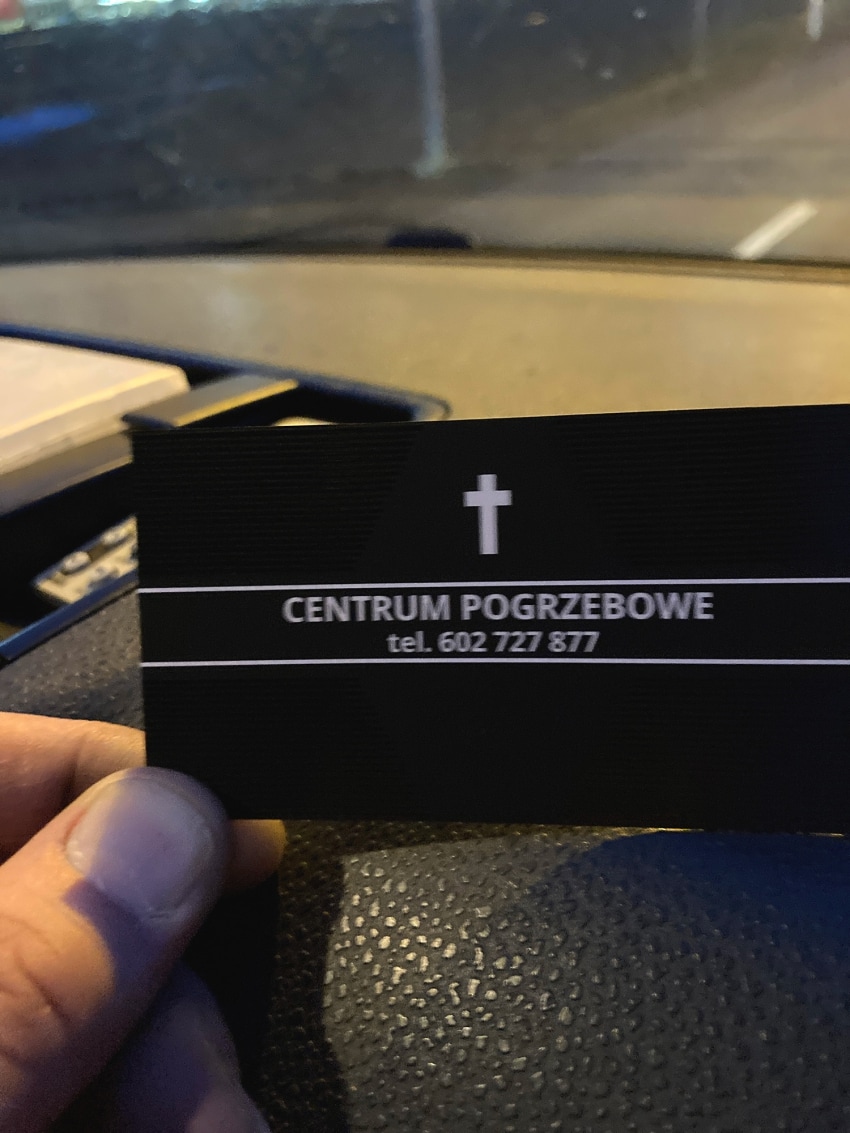 CENTRUM POGRZEBOWE
tel. 602 727 877